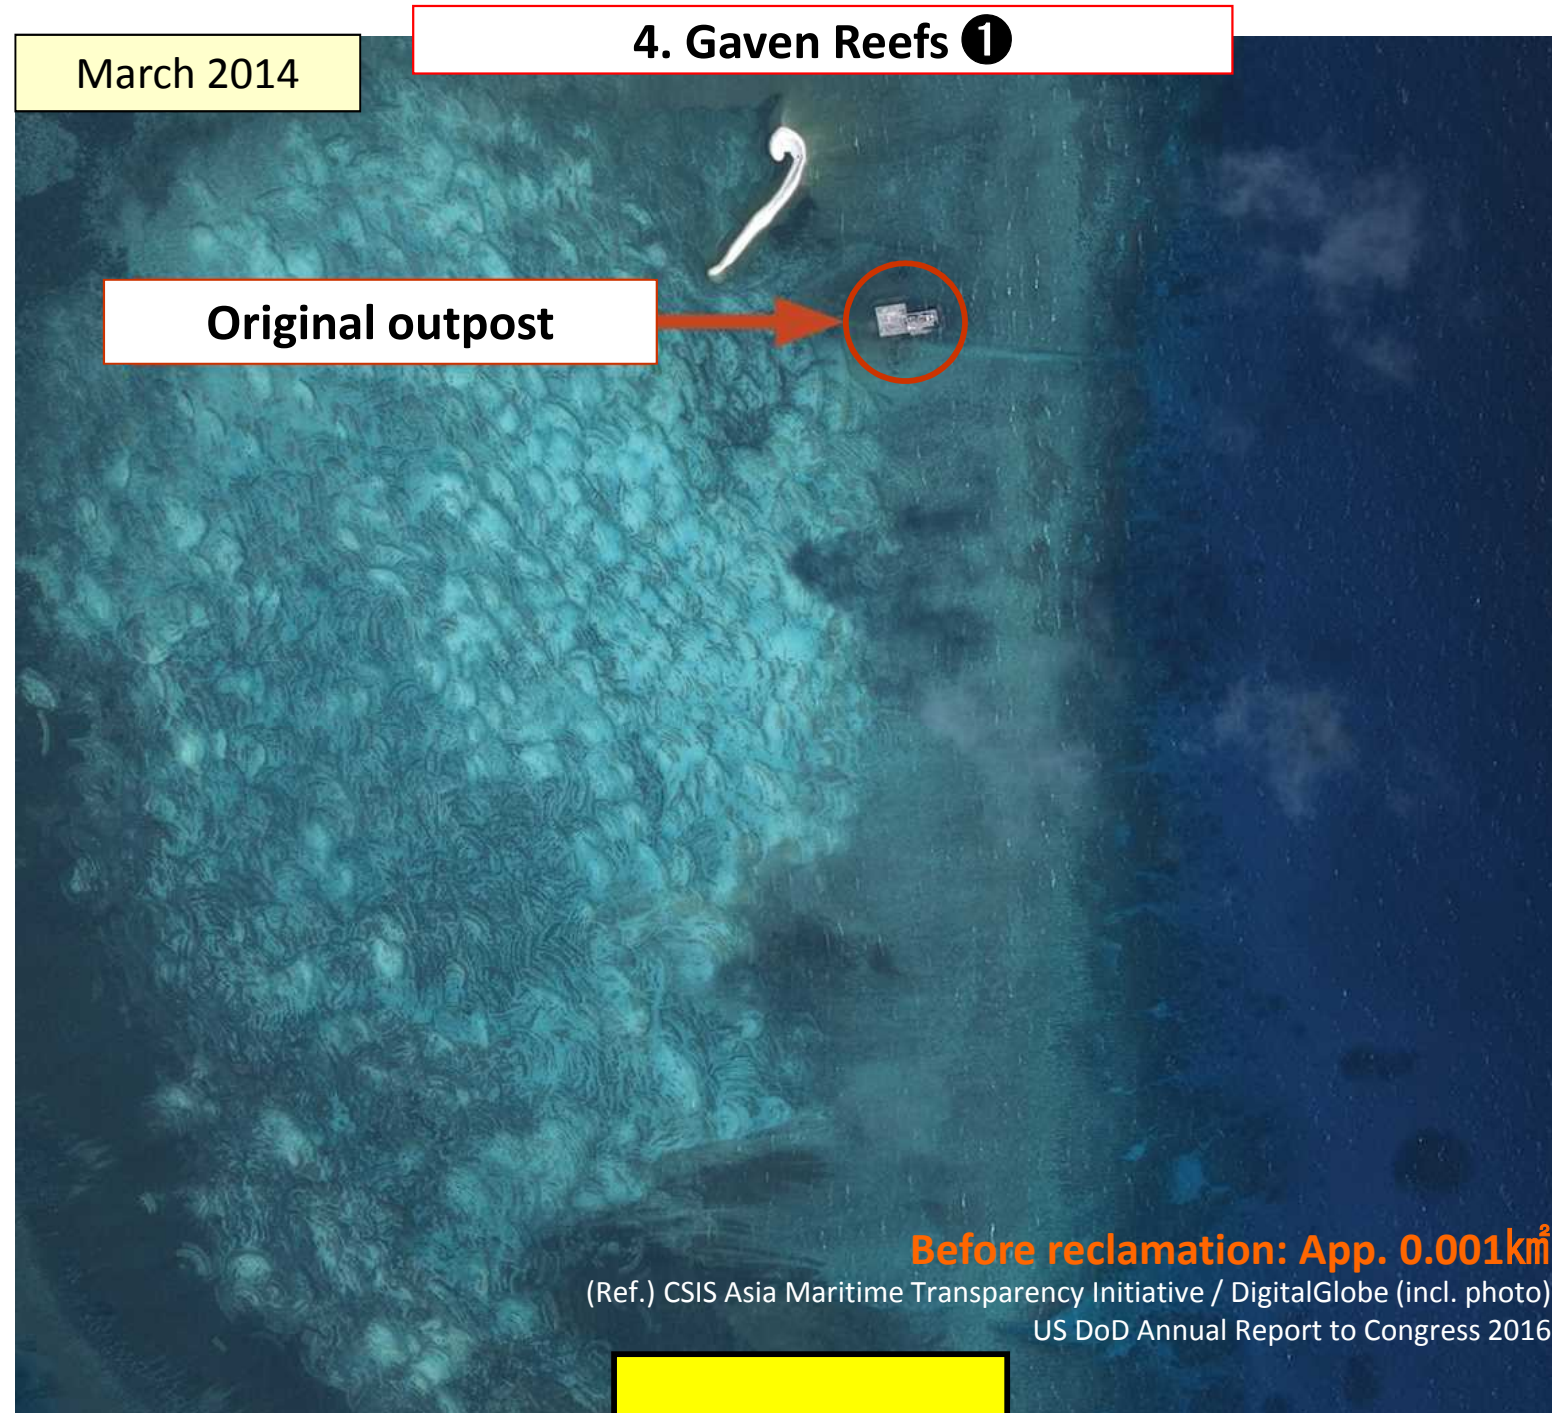 4. Gaven Reefs ❶
March 2014
Original outpost
Before reclamation: App. 0.001k㎡
(Ref.) CSIS Asia Maritime Transparency Initiative / DigitalGlobe (incl. photo)
US DoD Annual Report to Congress 2016